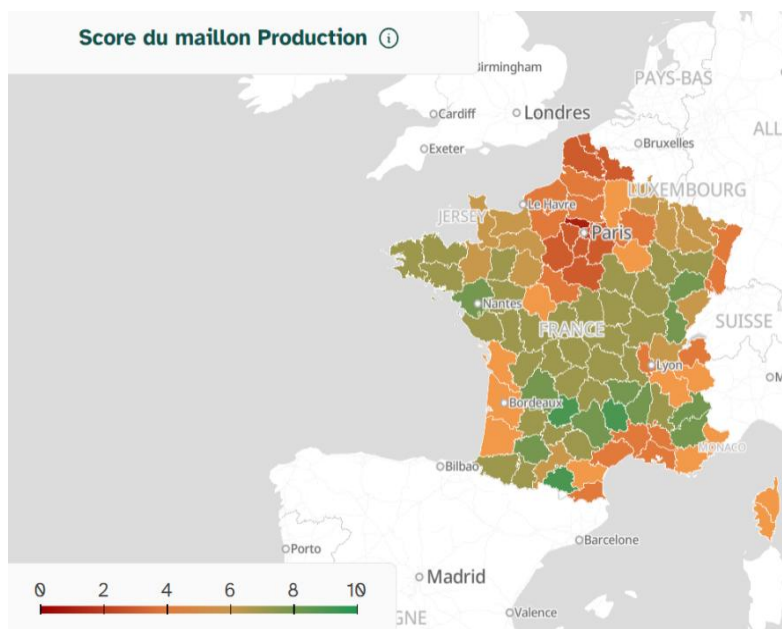 Score du maillon Production
Birmingham
PAYS-BAS
Cardiff
Londres
ALL
Exeter
Bruxelles
LUXEMBOURG
Le Havre
JERSEY
Paris
Nantes
FRANCE
SUISSE
Lyon
M
Bordeaux
MONACO
Bilbao
Porto
Barcelone
Madrid
GNE
Valence
0 2 4 6 8 10